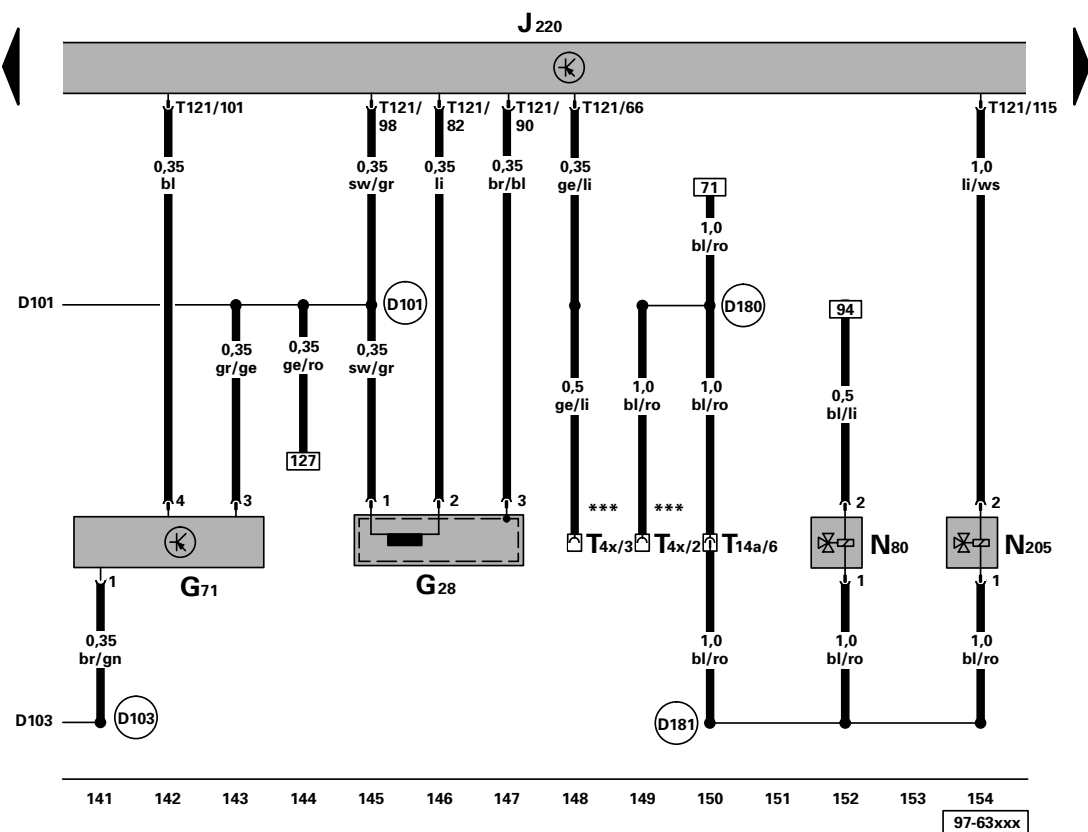 J 220
T121/101
T121/
98
T121/
82
T121/
90
T121/66
T121/115
0,35
bl
0,35
sw/gr
0,35
li
0,35
br/bl
0,35
ge/li
71
1,0
li/ws
1,0
bl/ro
D101
D101
D180
94
0,35
gr/ge
0,35
ge/ro
0,35
sw/gr
0,5
ge/li
1,0
bl/ro
1,0
bl/ro
0,5
bl/li
127
4
3
1
2
3
***
***
2
2
T4x/3
T4x/2
T14a/6
N80
N205
G71
G28
1
1
1
0,35
br/gn
1,0
bl/ro
1,0
bl/ro
1,0
bl/ro
D103
D103
D181
141 142 143 144 145 146 147 148 149 150 151 152 153 154
97-63xxx